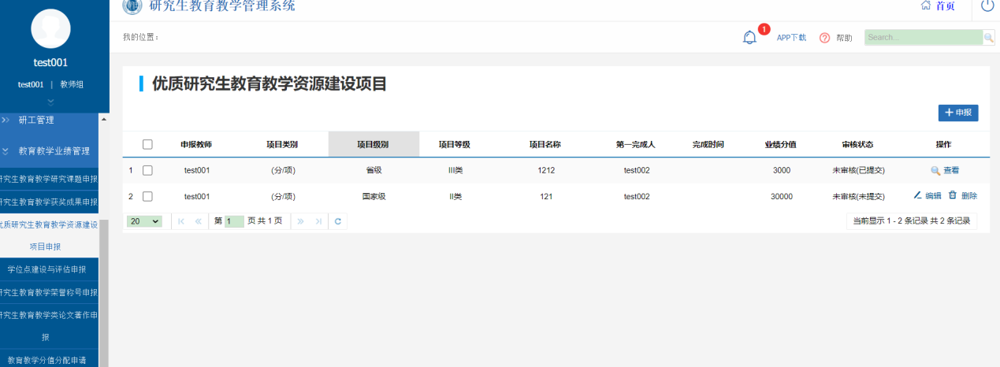 研究生教育教学管理系统
首页
test001
test001 | 教师组
我的位置：
1
APP下载
帮助
Search...
研工管理
教育教学业绩管理
研究生教育教学研究课题申报
研究生教育教学获奖成果申报
优质研究生教育教学资源建设
项目申报
学位点建设与评估申报
研究生教育教学荣誉称号申报
研究生教育教学类论文著作申
报
教育教学分值分配申请
优质研究生教育教学资源建设项目
申报
申报教师 项目类别 项目级别 项目等级 项目名称 第一完成人 完成时间 业绩分值 审核状态 操作
1 test001 (分/项) 省级 III类 1212 test002 3000 未审核(已提交) 查看
2 test001 (分/项) 国家级 II类 121 test002 30000 未审核(未提交) 编辑 删除
20 第 1 页 共 1 页 当前显示 1 - 2 条记录 共 2 条记录